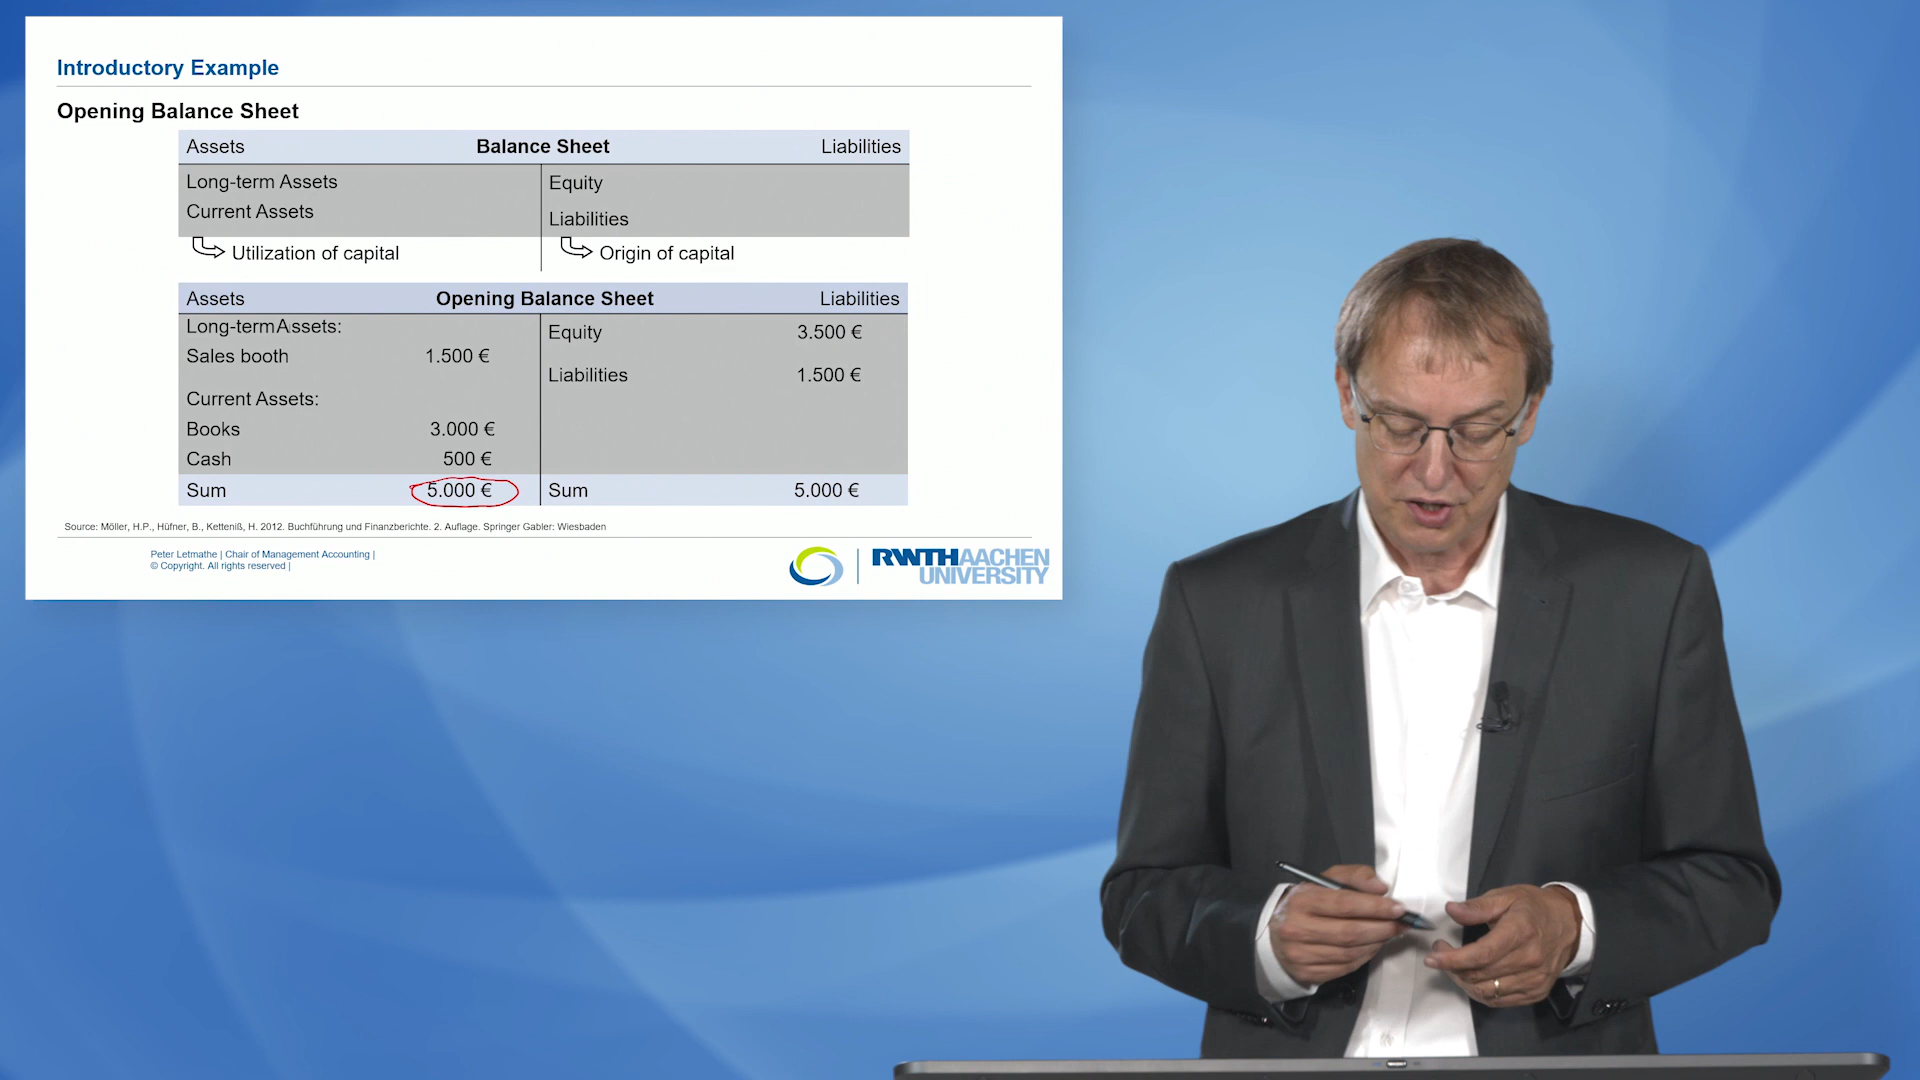 Introductory Example
Opening Balance Sheet
Assets Balance Sheet Liabilities
Long-term Assets Equity
Current Assets Liabilities
Utilization of capital Origin of capital
Assets Opening Balance Sheet Liabilities
Long-term Assets: Equity 3.500 €
Sales booth 1.500 € Liabilities 1.500 €
Current Assets:
Books 3.000 €
Cash 500 €
Sum 5.000 € Sum 5.000 €
Source: Möller, H.P., Hüfner, B., Ketteniß, H. 2012. Buchführung und Finanzberichte. 2. Auflage. Springer Gabler: Wiesbaden
Peter Letmathe | Chair of Management Accounting |
© Copyright. All rights reserved |
RWTHAACHEN
UNIVERSITY